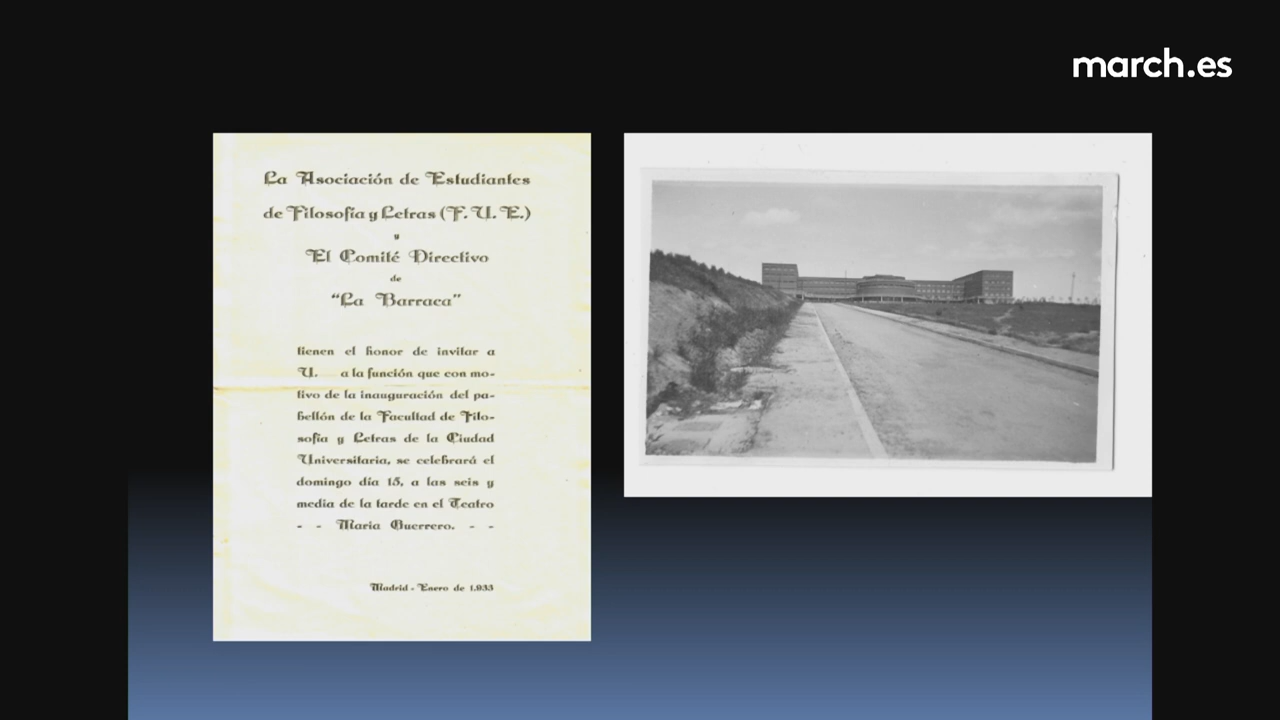 march.es
La Asociación de Estudiantes
de Filosofía y Letras (F. U. E.)
y
El Comité Directivo
de
"La Barraca"
tienen el honor de invitar a
U. a la función que con mo-
tivo de la inauguración del pa-
bellón de la Facultad de Filo-
sofía y Letras de la Ciudad
Universitaria, se celebrará el
domingo día 15, a las seis y
media de la tarde en el Teatro
- - Maria Guerrero. - -
Madrid - Enero de 1.933